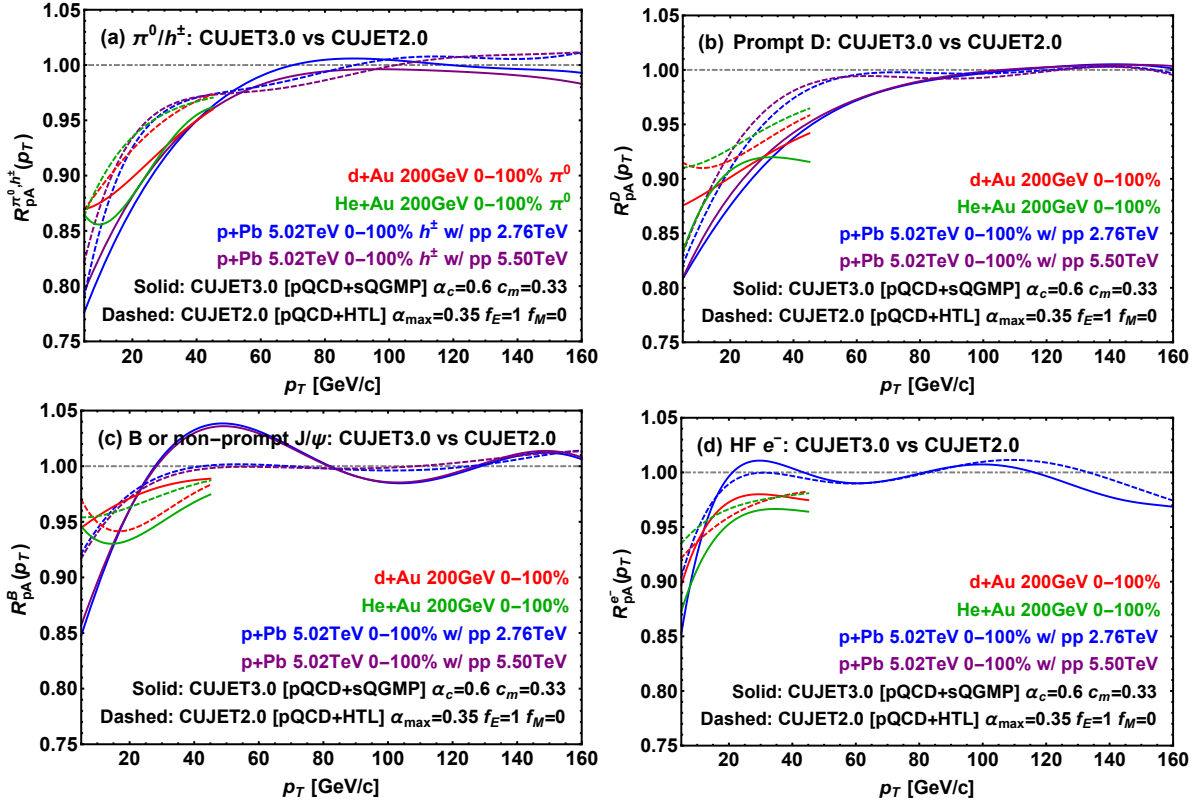 (a) π⁰/h±: CUJET3.0 vs CUJET2.0
R_pA^{π⁰,h±}(p_T)
1.05
1.00
0.95
0.90
0.85
0.80
0.75
d+Au 200GeV 0–100% π⁰
He+Au 200GeV 0–100% π⁰
p+Pb 5.02TeV 0–100% h± w/ pp 2.76TeV
p+Pb 5.02TeV 0–100% h± w/ pp 5.50TeV
Solid: CUJET3.0 [pQCD+sQGMP] α_c=0.6 c_m=0.33
Dashed: CUJET2.0 [pQCD+HTL] α_max=0.35 f_E=1 f_M=0
20 40 60 80 100 120 140 160
p_T [GeV/c]
(b) Prompt D: CUJET3.0 vs CUJET2.0
R_pA^D(p_T)
1.05
1.00
0.95
0.90
0.85
0.80
0.75
d+Au 200GeV 0–100%
He+Au 200GeV 0–100%
p+Pb 5.02TeV 0–100% w/ pp 2.76TeV
p+Pb 5.02TeV 0–100% w/ pp 5.50TeV
Solid: CUJET3.0 [pQCD+sQGMP] α_c=0.6 c_m=0.33
Dashed: CUJET2.0 [pQCD+HTL] α_max=0.35 f_E=1 f_M=0
20 40 60 80 100 120 140 160
p_T [GeV/c]
(c) B or non–prompt J/ψ: CUJET3.0 vs CUJET2.0
R_pA^B(p_T)
1.05
1.00
0.95
0.90
0.85
0.80
0.75
d+Au 200GeV 0–100%
He+Au 200GeV 0–100%
p+Pb 5.02TeV 0–100% w/ pp 2.76TeV
p+Pb 5.02TeV 0–100% w/ pp 5.50TeV
Solid: CUJET3.0 [pQCD+sQGMP] α_c=0.6 c_m=0.33
Dashed: CUJET2.0 [pQCD+HTL] α_max=0.35 f_E=1 f_M=0
20 40 60 80 100 120 140 160
p_T [GeV/c]
(d) HF e⁻: CUJET3.0 vs CUJET2.0
R_pA^{e⁻}(p_T)
1.05
1.00
0.95
0.90
0.85
0.80
0.75
d+Au 200GeV 0–100%
He+Au 200GeV 0–100%
p+Pb 5.02TeV 0–100% w/ pp 2.76TeV
p+Pb 5.02TeV 0–100% w/ pp 5.50TeV
Solid: CUJET3.0 [pQCD+sQGMP] α_c=0.6 c_m=0.33
Dashed: CUJET2.0 [pQCD+HTL] α_max=0.35 f_E=1 f_M=0
20 40 60 80 100 120 140 160
p_T [GeV/c]